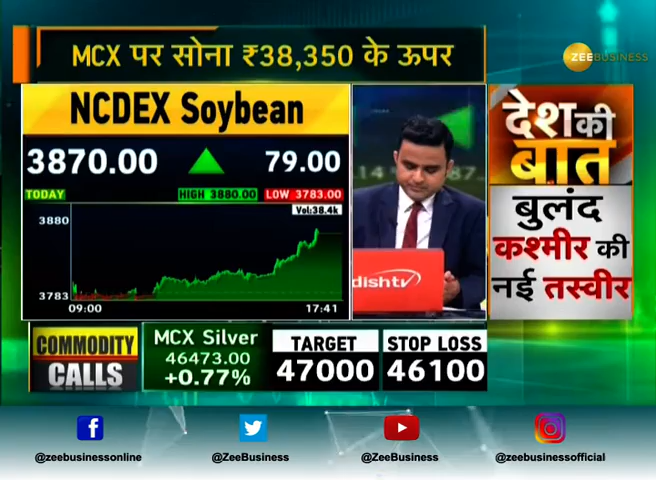 MCX पर सोना ₹38,350 के ऊपर
ZEEBUSINESS
NCDEX Soybean
3870.00 79.00
TODAY HIGH 3880.00 LOW 3783.00
Vol:38.4k
3880
3783
09:00 17:41
dishtv
देश की
बात
बुलंद
कश्मीर की
नई तस्वीर
COMMODITY
CALLS
MCX Silver
46473.00
+0.77%
TARGET
47000
STOP LOSS
46100
@zeebusinessonline
@ZeeBusiness
@ZeeBusiness
@zeebusinessofficial